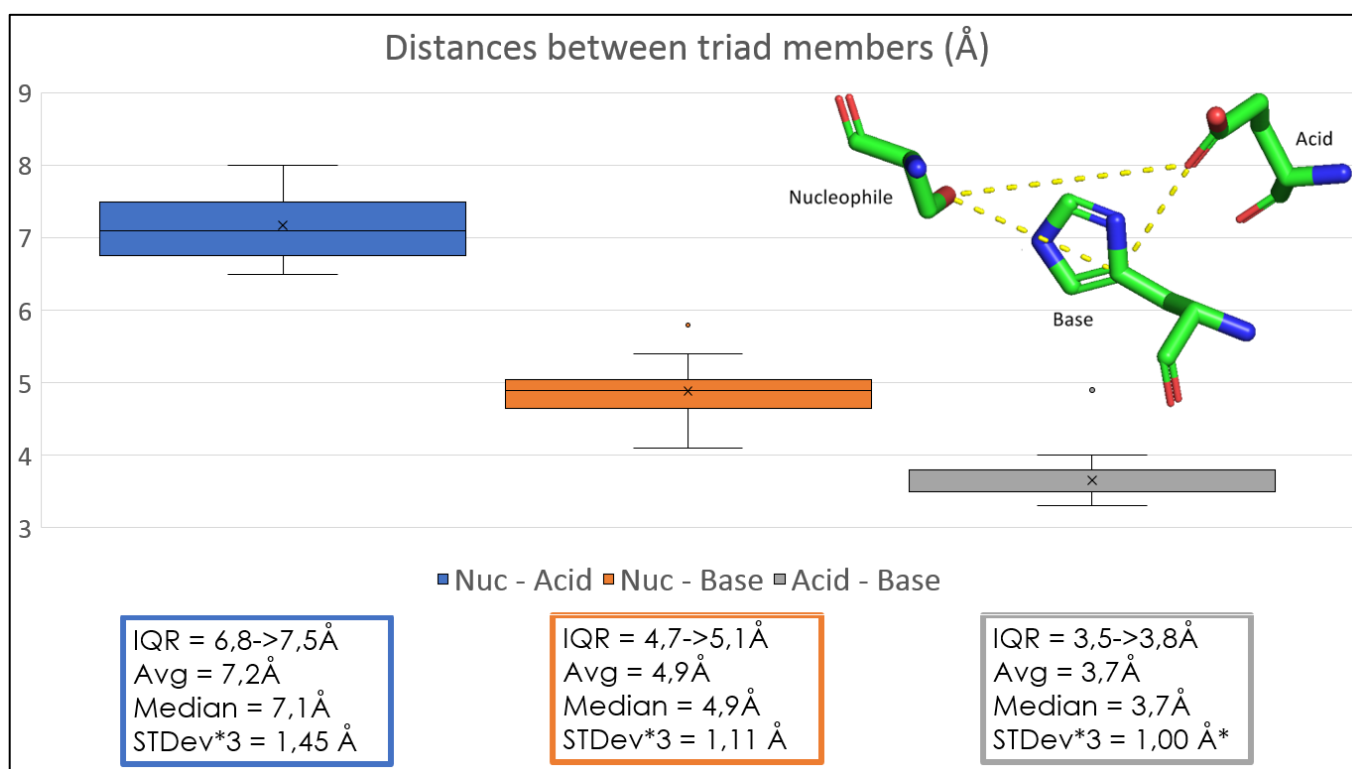 Distances between triad members (Å)
9
8
7
6
5
4
3
Nucleophile
Acid
Base
Nuc - Acid Nuc - Base Acid - Base
IQR = 6,8->7,5Å
Avg = 7,2Å
Median = 7,1Å
STDev*3 = 1,45 Å
IQR = 4,7->5,1Å
Avg = 4,9Å
Median = 4,9Å
STDev*3 = 1,11 Å
IQR = 3,5->3,8Å
Avg = 3,7Å
Median = 3,7Å
STDev*3 = 1,00 Å*